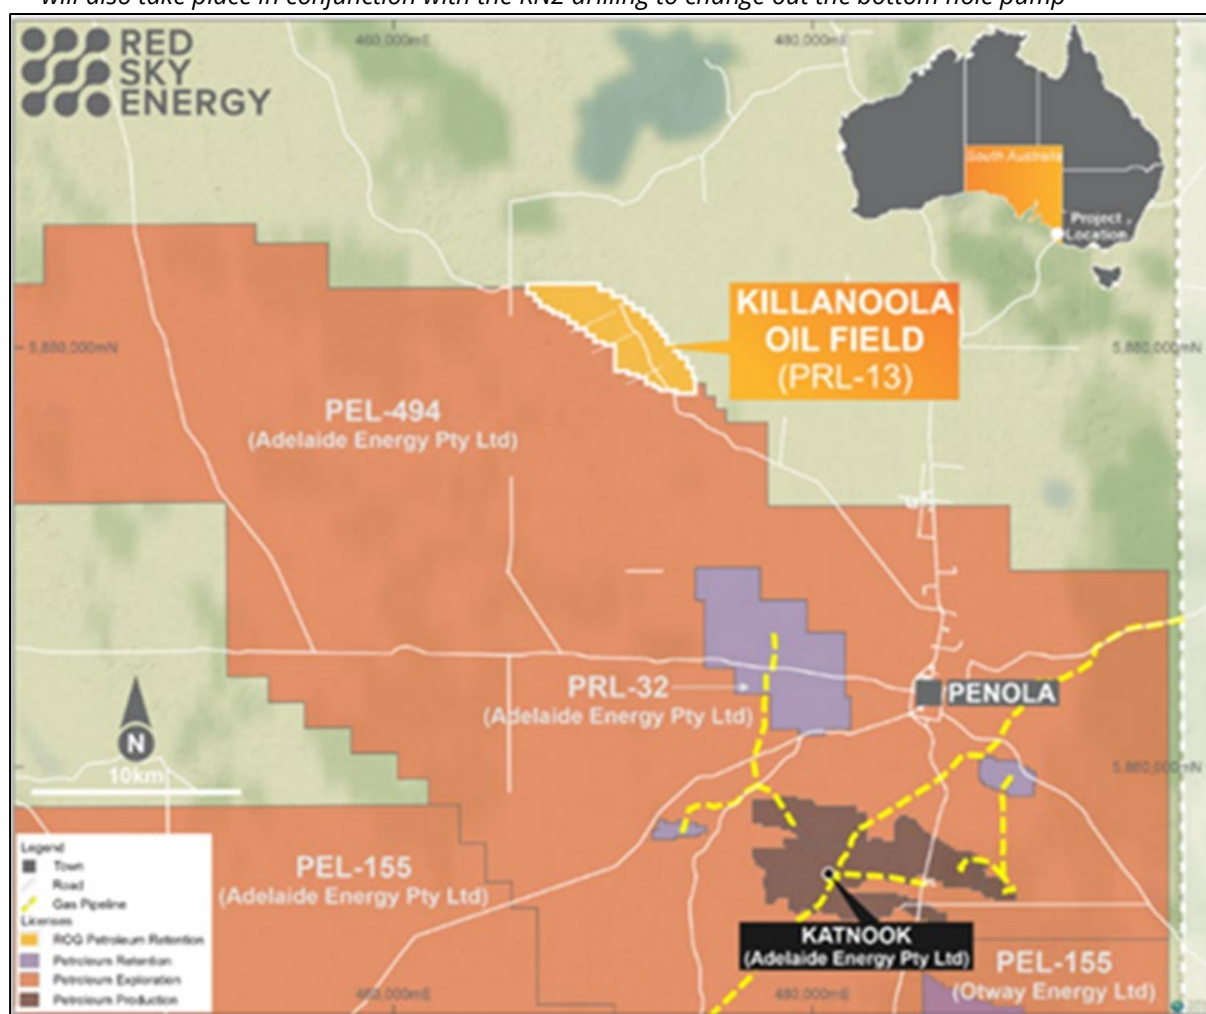 will also take place in conjunction with the KN2 drilling to change out the bottom hole pump
RED
SKY
ENERGY
460,000mE
480,000mE
South Australia
Project
Location
KILLANOOLA
OIL FIELD
(PRL-13)
5,880,000mN
5,880,000mN
PEL-494
(Adelaide Energy Pty Ltd)
PRL-32
(Adelaide Energy Pty Ltd)
PENOLA
N
10km
5,860,000mN
Legend
Town
Road
Gas Pipeline
Licenses
ROG Petroleum Retention
Petroleum Retention
Petroleum Exploration
Petroleum Production
PEL-155
(Adelaide Energy Pty Ltd)
KATNOOK
(Adelaide Energy Pty Ltd)
PEL-155
(Otway Energy Ltd)
460,000mE
480,000mE